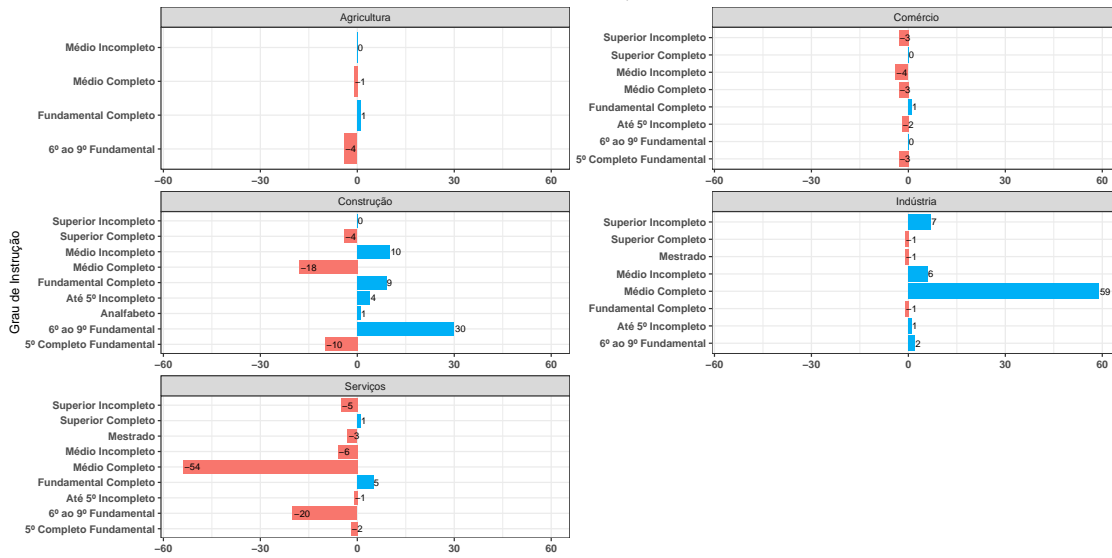 Grau de Instrução
Agricultura
Médio Incompleto 0
Médio Completo −1
Fundamental Completo 1
6º ao 9º Fundamental −4
−60 −30 0 30 60
Comércio
Superior Incompleto −3
Superior Completo 0
Médio Incompleto −4
Médio Completo −3
Fundamental Completo 1
Até 5º Incompleto −2
6º ao 9º Fundamental 0
5º Completo Fundamental −3
−60 −30 0 30 60
Construção
Superior Incompleto 0
Superior Completo −4
Médio Incompleto 10
Médio Completo −18
Fundamental Completo 9
Até 5º Incompleto 4
Analfabeto 1
6º ao 9º Fundamental 30
5º Completo Fundamental −10
−60 −30 0 30 60
Indústria
Superior Incompleto 7
Superior Completo −1
Mestrado −1
Médio Incompleto 6
Médio Completo 59
Fundamental Completo −1
Até 5º Incompleto 1
6º ao 9º Fundamental 2
−60 −30 0 30 60
Serviços
Superior Incompleto −5
Superior Completo 1
Mestrado −3
Médio Incompleto −6
Médio Completo −54
Fundamental Completo 5
Até 5º Incompleto −1
6º ao 9º Fundamental −20
5º Completo Fundamental −2
−60 −30 0 30 60